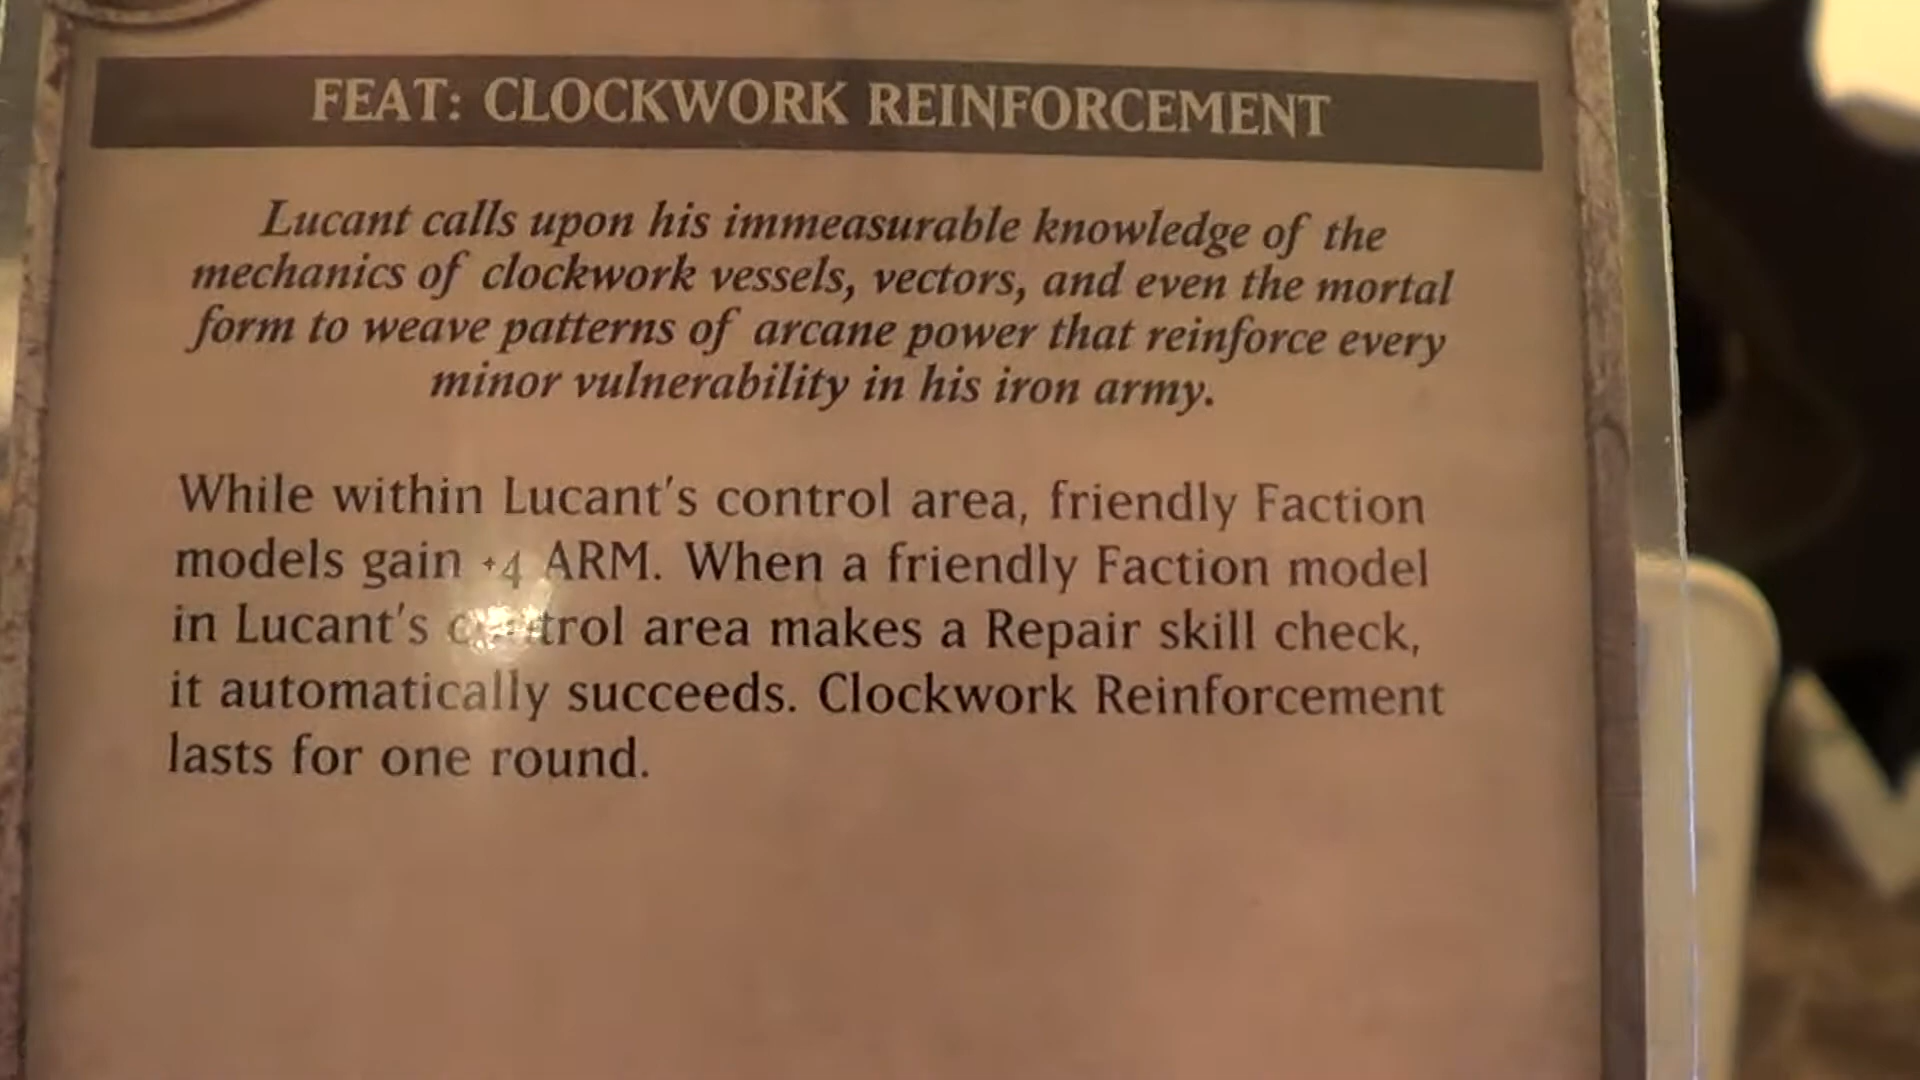 FEAT: CLOCKWORK REINFORCEMENT
Lucant calls upon his immeasurable knowledge of the
mechanics of clockwork vessels, vectors, and even the mortal
form to weave patterns of arcane power that reinforce every
minor vulnerability in his iron army.
While within Lucant's control area, friendly Faction
models gain +4 ARM. When a friendly Faction model
in Lucant's control area makes a Repair skill check,
it automatically succeeds. Clockwork Reinforcement
lasts for one round.